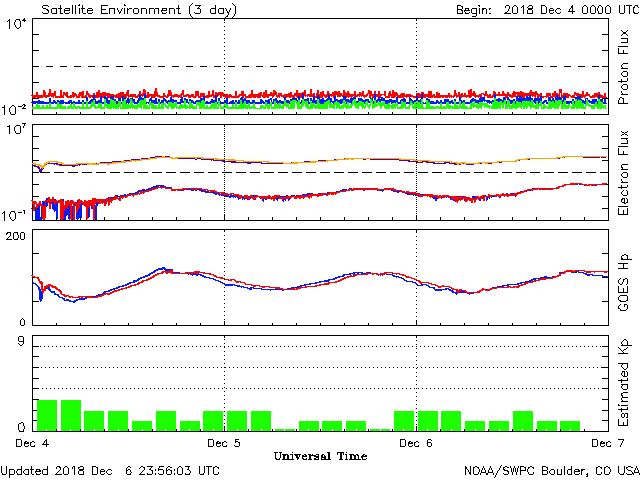 Satellite Environment (3 day) Begin: 2018 Dec 4 0000 UTC
10^4
10^-2
Proton Flux
10^7
10^-1
Electron Flux
200
0
GOES Hp
9
0
Estimated Kp
Dec 4 Dec 5 Dec 6 Dec 7
Universal Time
Updated 2018 Dec 6 23:56:03 UTC NOAA/SWPC Boulder, CO USA